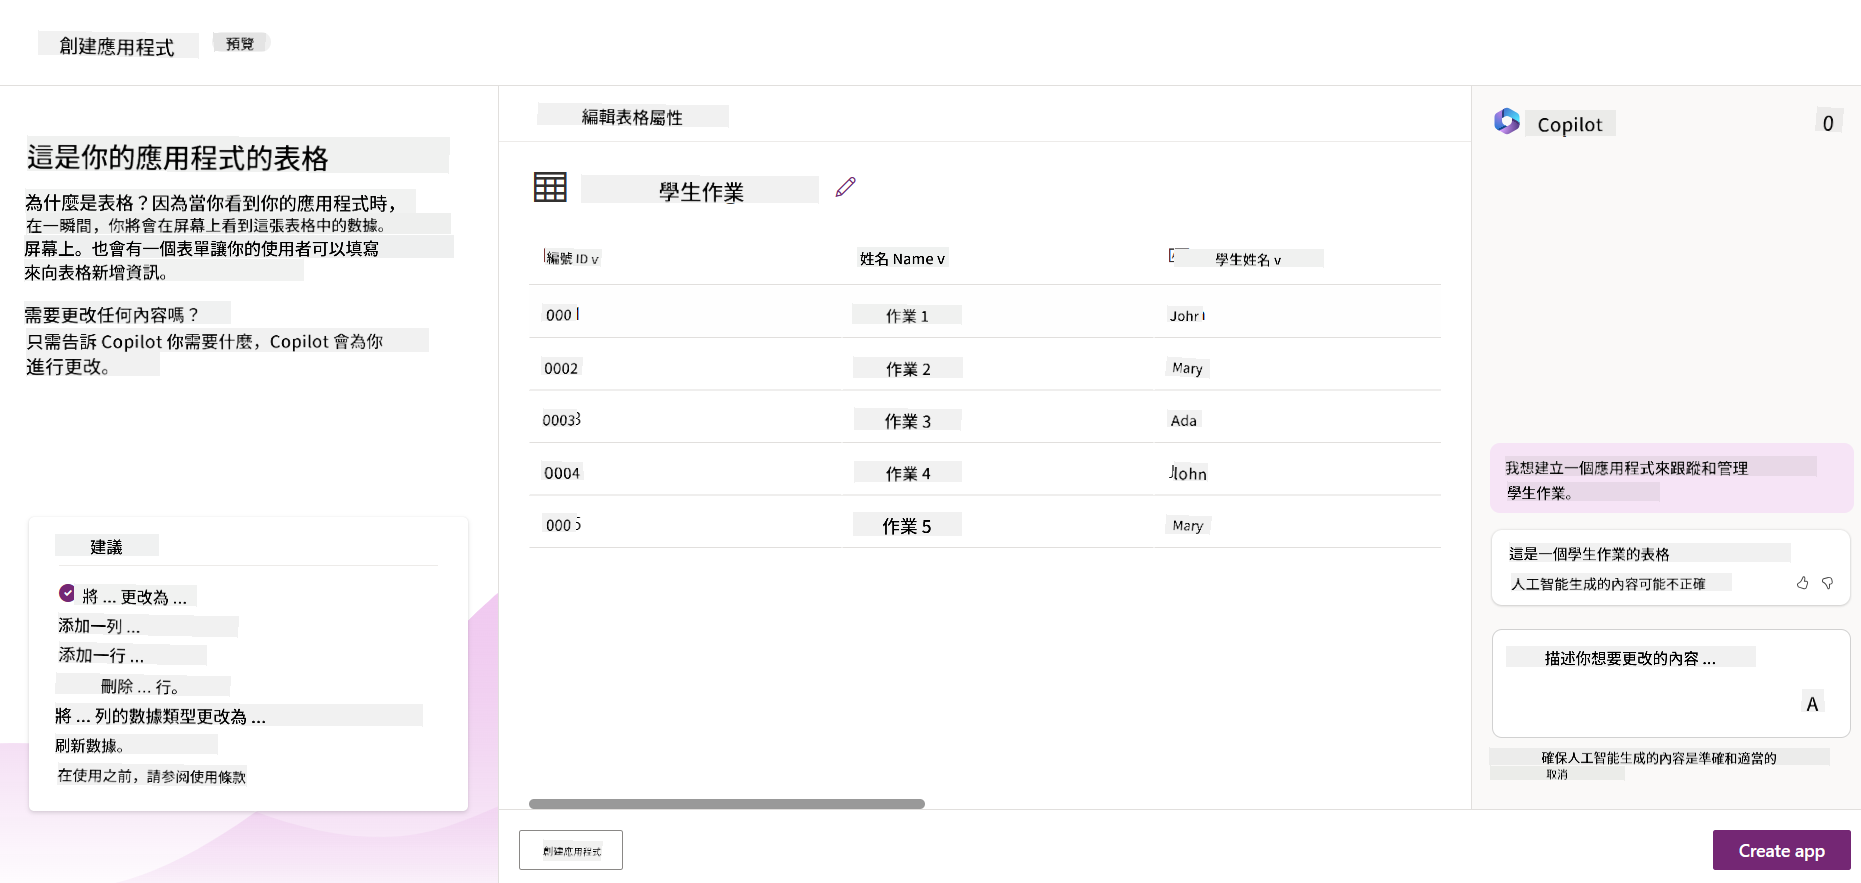 創建應用程式 預覽
這是你的應用程式的表格
為什麼是表格？因為當你看到你的應用程式時，
在一瞬間，你將會在屏幕上看到這張表格中的數據。
屏幕上。也會有一個表單讓你的使用者可以填寫
來向表格新增資訊。
需要更改任何內容嗎？
只需告訴 Copilot 你需要什麼，Copilot 會為你
進行更改。
建議
將 ... 更改為 ...
添加一列 ...
添加一行 ...
刪除 ... 行。
將 ... 列的數據類型更改為 ...
刷新數據。
在使用之前，請參阅使用條款
編輯表格屬性
學生作業
編號 ID v 姓名 Name v 學生姓名 v
0001 作業 1 John
0002 作業 2 Mary
0003 作業 3 Ada
0004 作業 4 John
0005 作業 5 Mary
創建應用程式
Copilot
0
我想建立一個應用程式來跟蹤和管理
學生作業。
這是一個學生作業的表格
人工智能生成的內容可能不正確
描述你想要更改的內容 ...
A
確保人工智能生成的內容是準確和適當的
取消
Create app